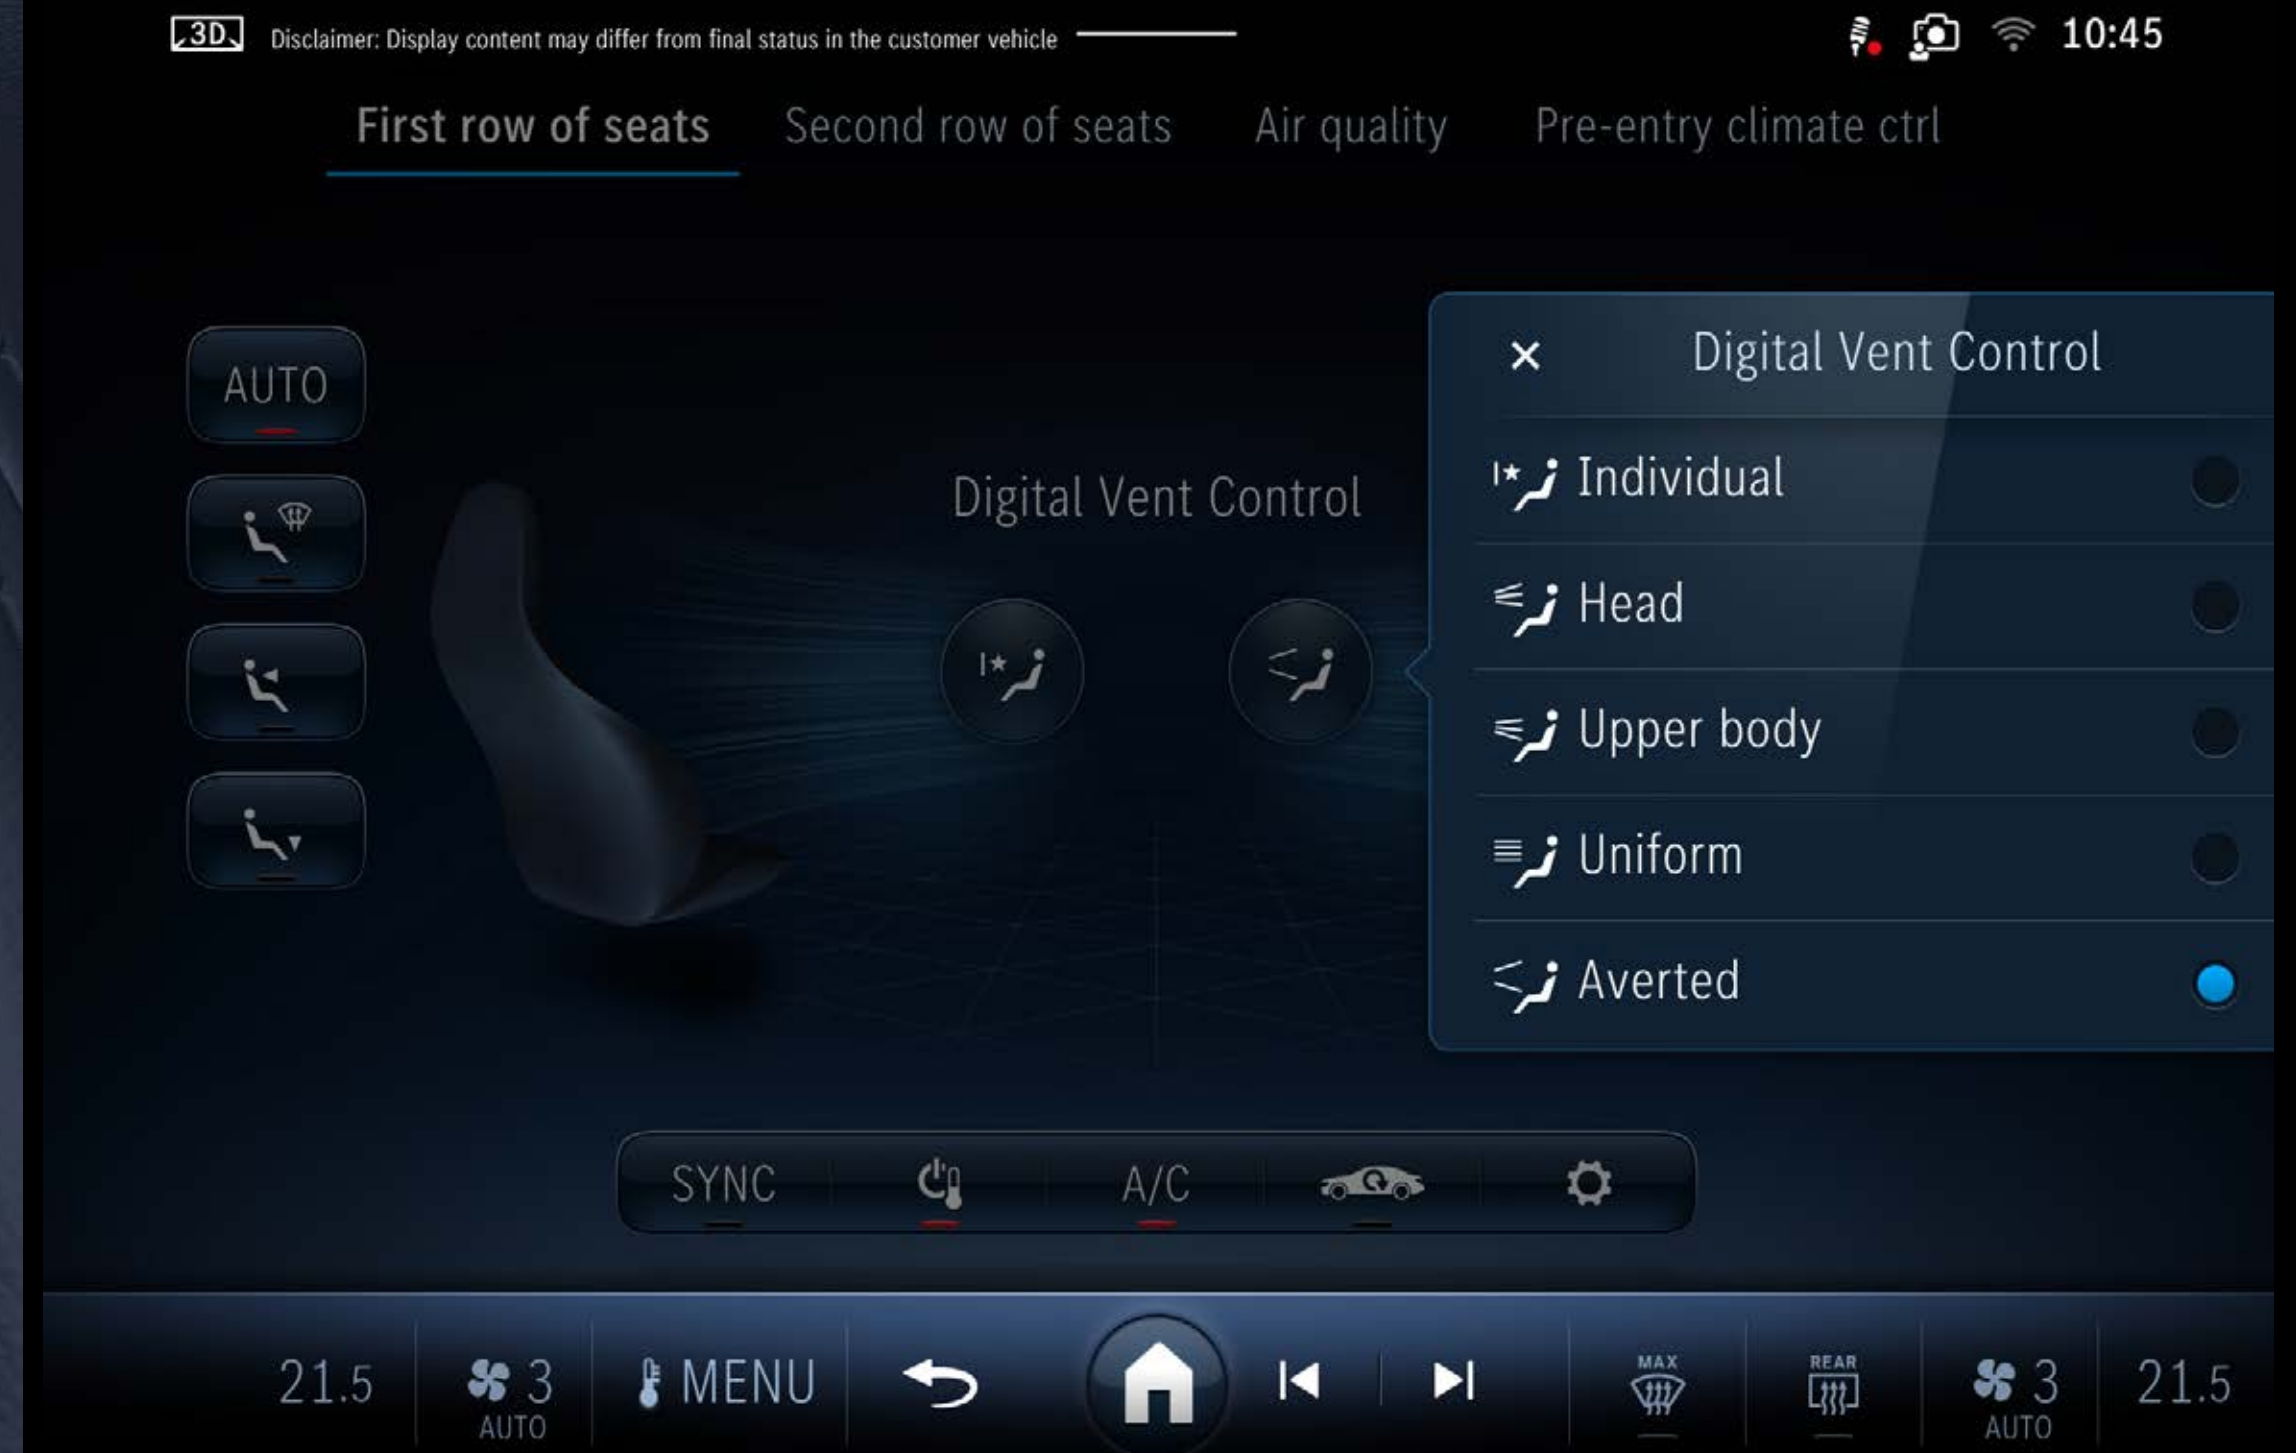 3D
Disclaimer: Display content may differ from final status in the customer vehicle
10:45
First row of seats
Second row of seats
Air quality
Pre-entry climate ctrl
AUTO
Digital Vent Control
Digital Vent Control
Individual
Head
Upper body
Uniform
Averted
SYNC
A/C
21.5
3
AUTO
MENU
MAX
REAR
3
AUTO
21.5